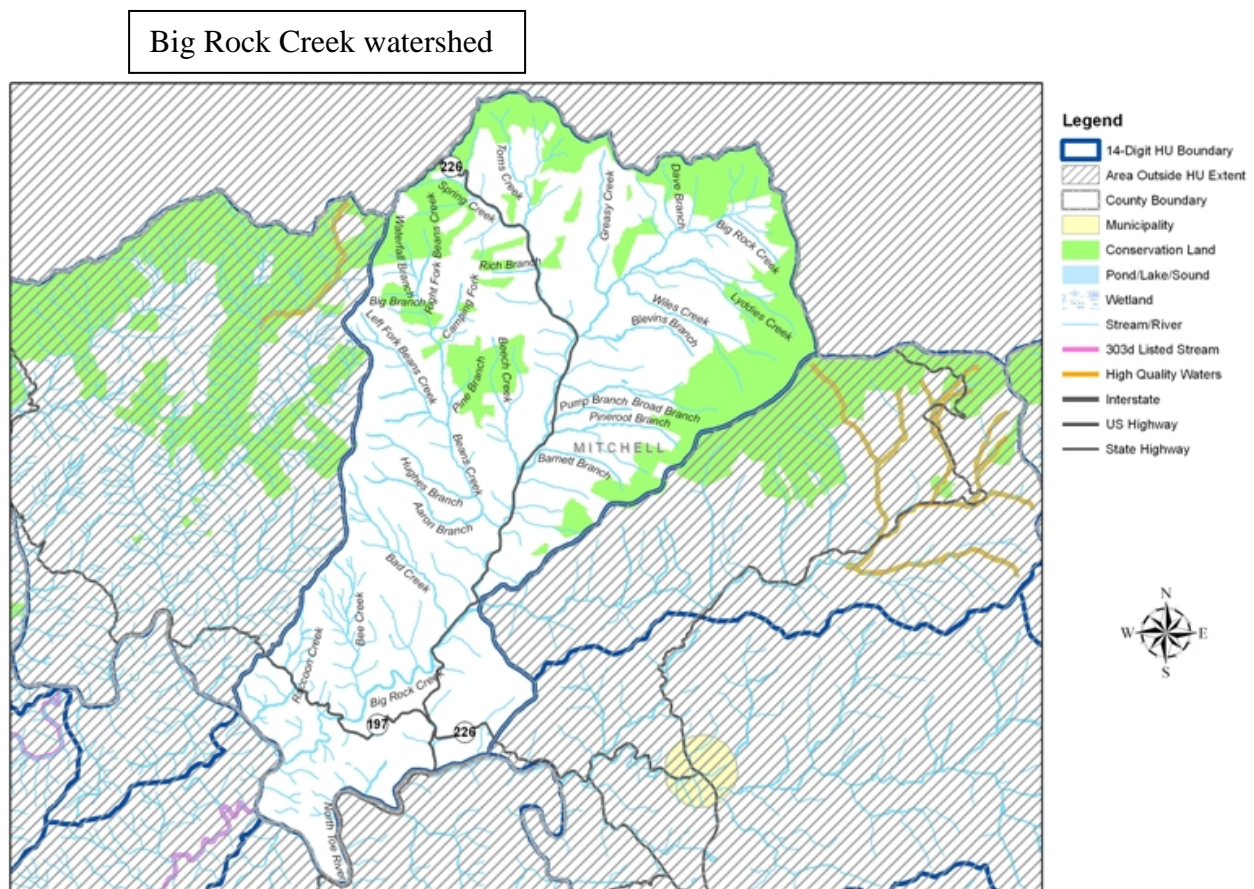 Big Rock Creek watershed
226
Toms Creek
Spring Creek
Greasy Creek
Dave Branch
Big Rock Creek
Waterfall Branch
Right Fork Beans Creek
Rich Branch
Big Branch
Camping Fork
Wiles Creek
Lyddies Creek
Blevins Branch
Left Fork Beans Creek
Beech Creek
Pine Branch
Pump Branch
Broad Branch
Pineroot Branch
MITCHELL
Beans Creek
Barnett Branch
Hughes Branch
Aaron Branch
Bad Creek
Bee Creek
Raccoon Creek
Big Rock Creek
197
226
North Toe River
Legend
14-Digit HU Boundary
Area Outside HU Extent
County Boundary
Municipality
Conservation Land
Pond/Lake/Sound
Wetland
Stream/River
303d Listed Stream
High Quality Waters
Interstate
US Highway
State Highway
N
W E
S